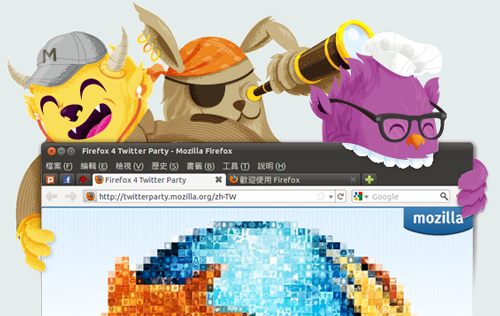 M
Firefox 4 Twitter Party - Mozilla Firefox
檔案 (F) 編輯 (E) 檢視 (V) 歷史 (S) 書籤 (B) 工具 (T) 說明 (H)
Firefox 4 Twitter Party 歡迎使用 Firefox
http://twitterparty.mozilla.org/zh-TW Google
mozilla